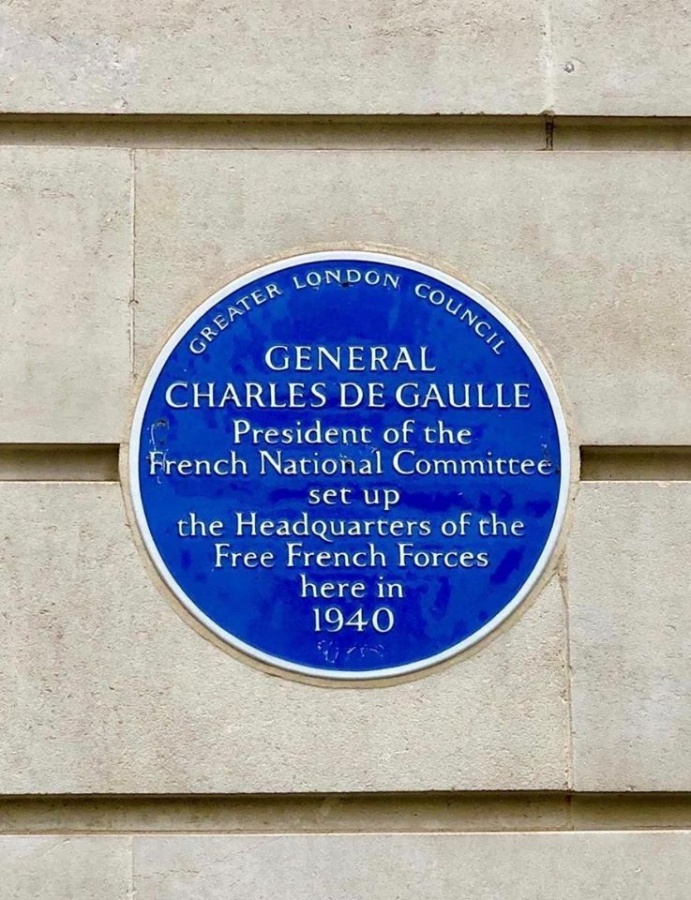 GREATER LONDON COUNCIL
GENERAL
CHARLES DE GAULLE
President of the
French National Committee
set up
the Headquarters of the
Free French Forces
here in
1940